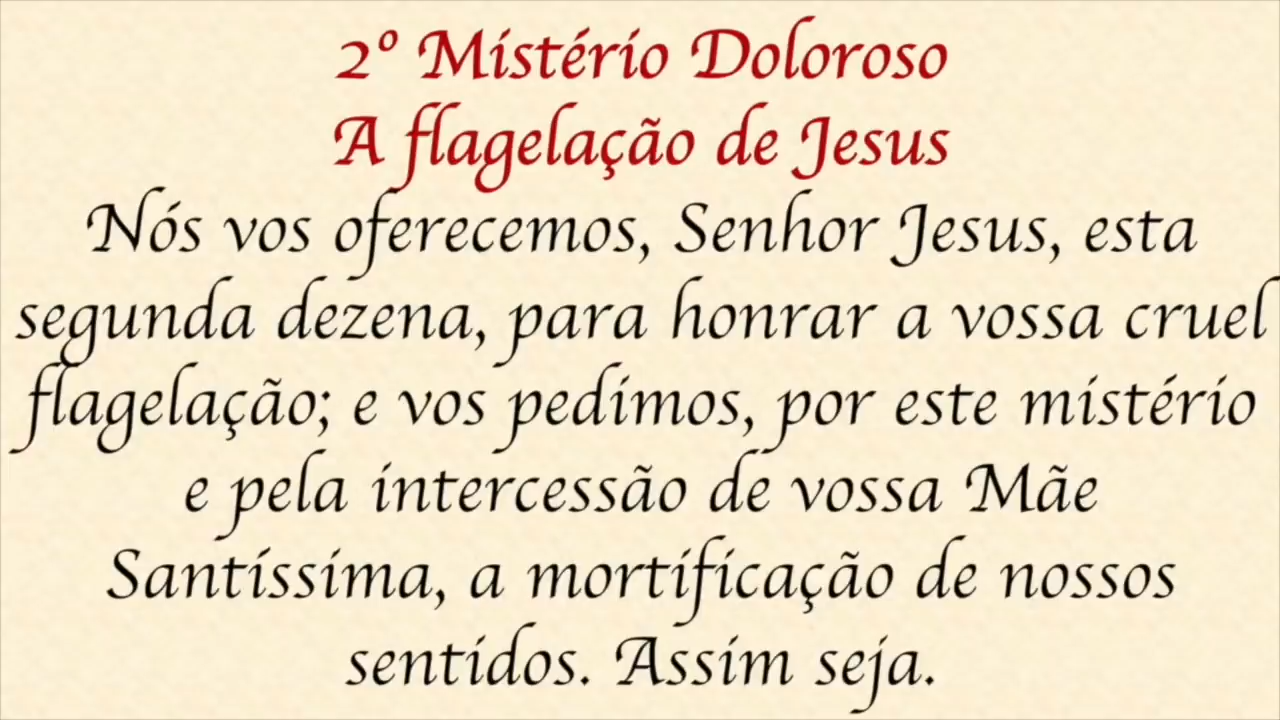 2º Mistério Doloroso
A flagelação de Jesus
Nós vos oferecemos, Senhor Jesus, esta
segunda dezena, para honrar a vossa cruel
flagelação; e vos pedimos, por este mistério
e pela intercessão de vossa Mãe
Santíssima, a mortificação de nossos
sentidos. Assim seja.